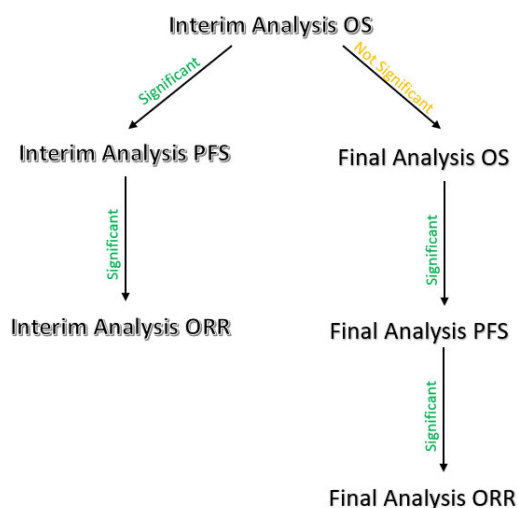 Interim Analysis OS
Significant
Not Significant
Interim Analysis PFS
Final Analysis OS
Significant
Significant
Interim Analysis ORR
Final Analysis PFS
Significant
Final Analysis ORR